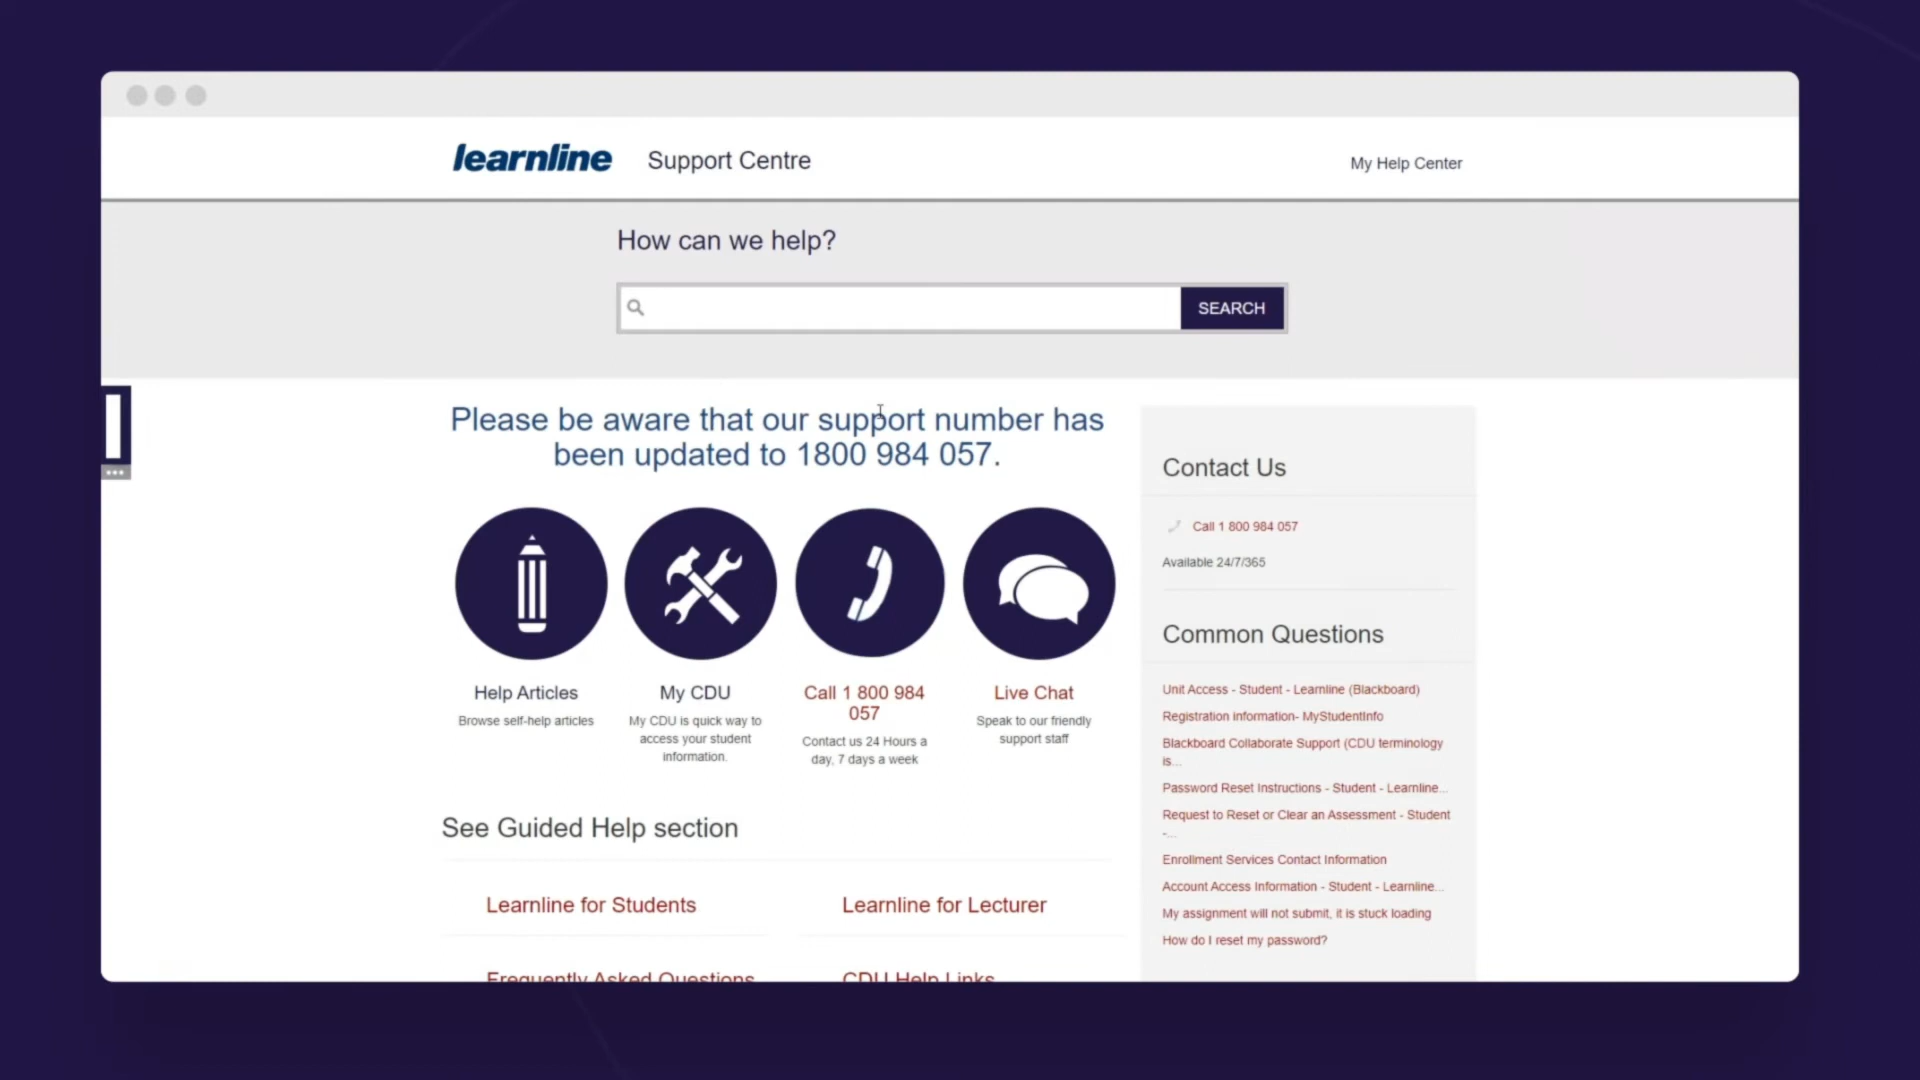 learnline Support Centre
My Help Center
How can we help?
SEARCH
Please be aware that our support number has
been updated to 1800 984 057.
Help Articles
Browse self-help articles
My CDU
My CDU is quick way to
access your student
information.
Call 1 800 984
057
Contact us 24 Hours a
day, 7 days a week
Live Chat
Speak to our friendly
support staff
See Guided Help section
Learnline for Students
Learnline for Lecturer
Frequently Asked Questions
CDU Help Links
Contact Us
Call 1 800 984 057
Available 24/7/365
Common Questions
Unit Access - Student - Learnline (Blackboard)
Registration information- MyStudentInfo
Blackboard Collaborate Support (CDU terminology
is...
Password Reset Instructions - Student - Learnline...
Request to Reset or Clear an Assessment - Student
-...
Enrollment Services Contact Information
Account Access Information - Student - Learnline...
My assignment will not submit, it is stuck loading
How do I reset my password?